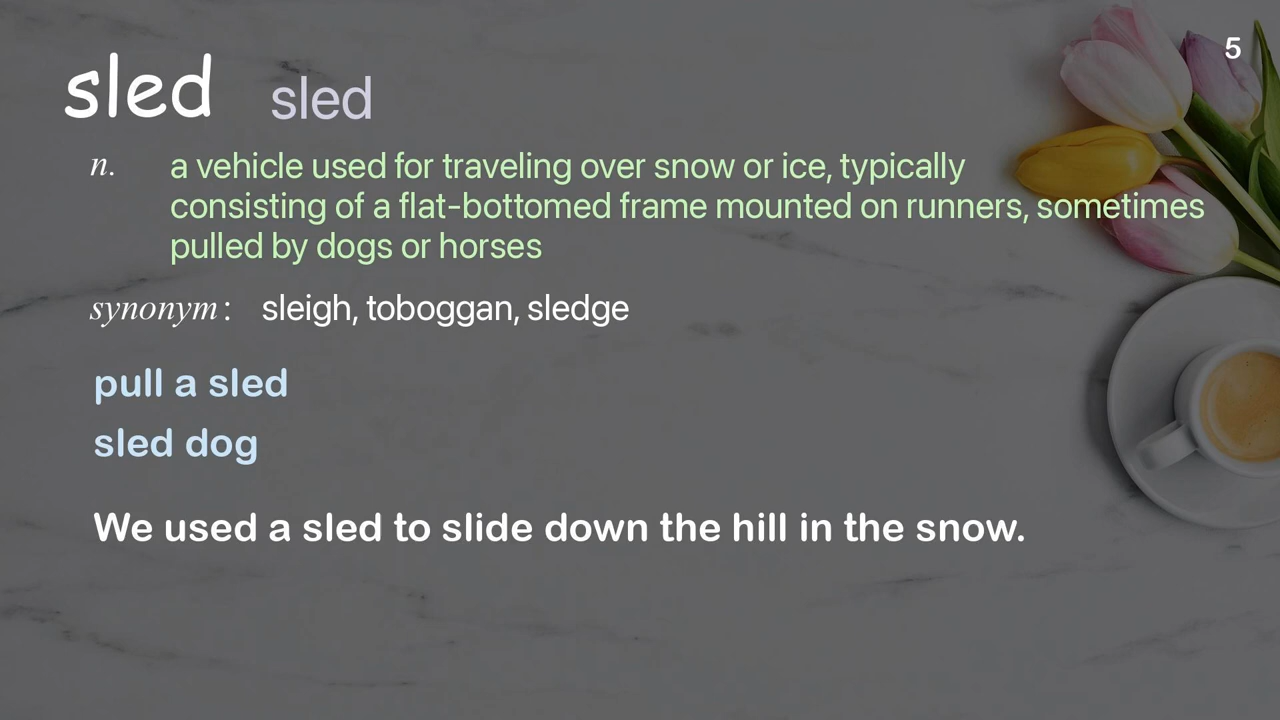 5
sled sled
n. a vehicle used for traveling over snow or ice, typically
consisting of a flat-bottomed frame mounted on runners, sometimes
pulled by dogs or horses
synonym: sleigh, toboggan, sledge
pull a sled
sled dog
We used a sled to slide down the hill in the snow.